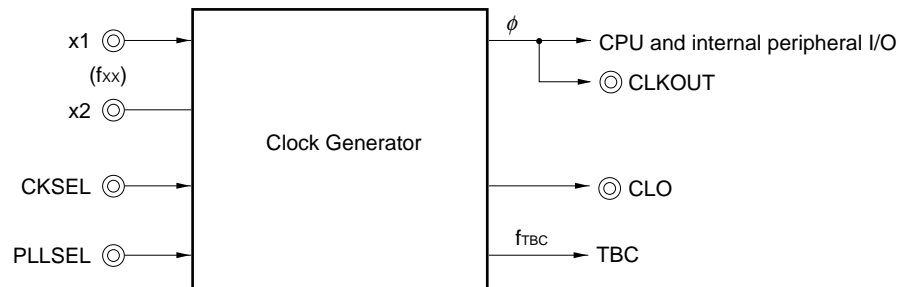 x1
(fxx)
x2
CKSEL
PLLSEL
Clock Generator
ϕ
CPU and internal peripheral I/O
CLKOUT
CLO
fTBC
TBC